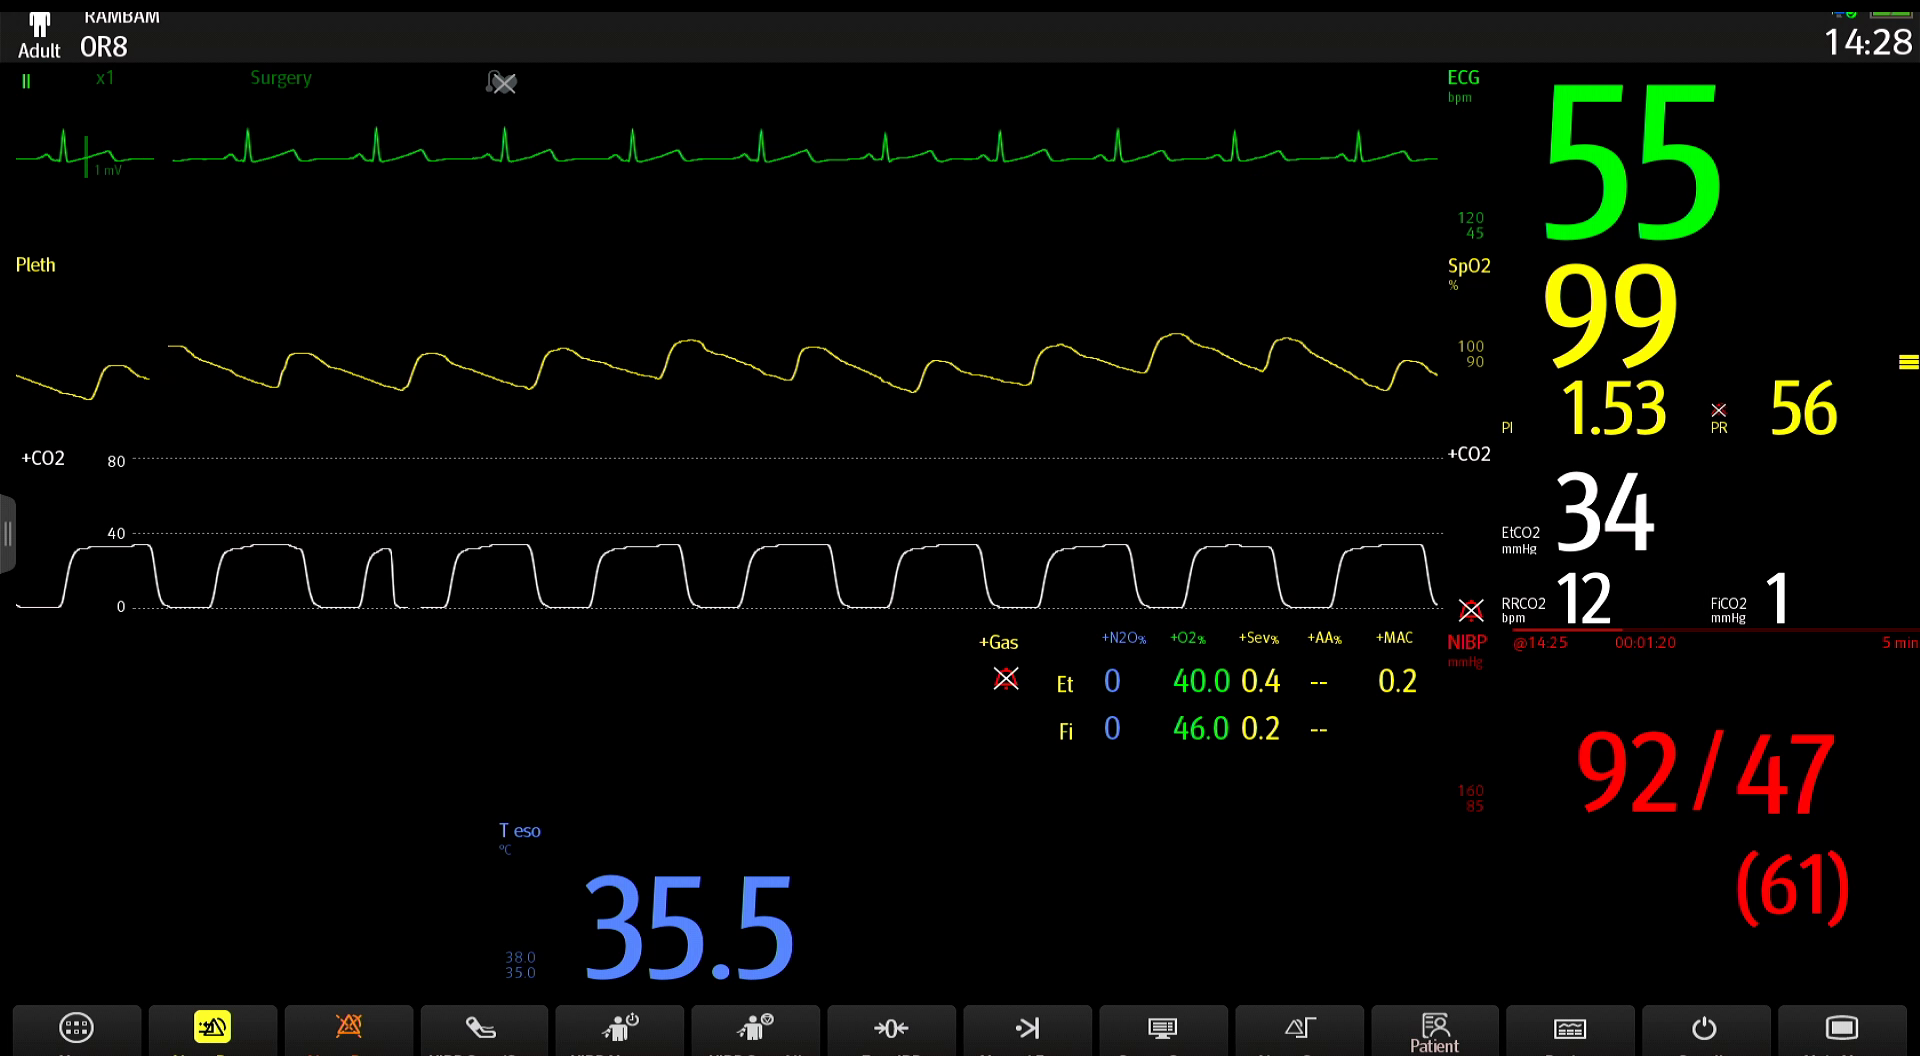 RAMBAM
Adult OR8
14:28
II x1 Surgery
ECG
bpm
55
1 mV
120
45
Pleth
SpO2
%
99
100
90
PI 1.53 PR 56
+CO2 80
40
0
+CO2
EtCO2
mmHg
34
RRCO2
bpm
12
FiCO2
mmHg
1
+Gas +N2O% +O2% +Sev% +AA% +MAC
Et 0 40.0 0.4 -- 0.2
Fi 0 46.0 0.2 --
NIBP @14:25 00:01:20 5 min
mmHg
92/47
160
85
(61)
T eso
°C
35.5
38.0
35.0
Patient